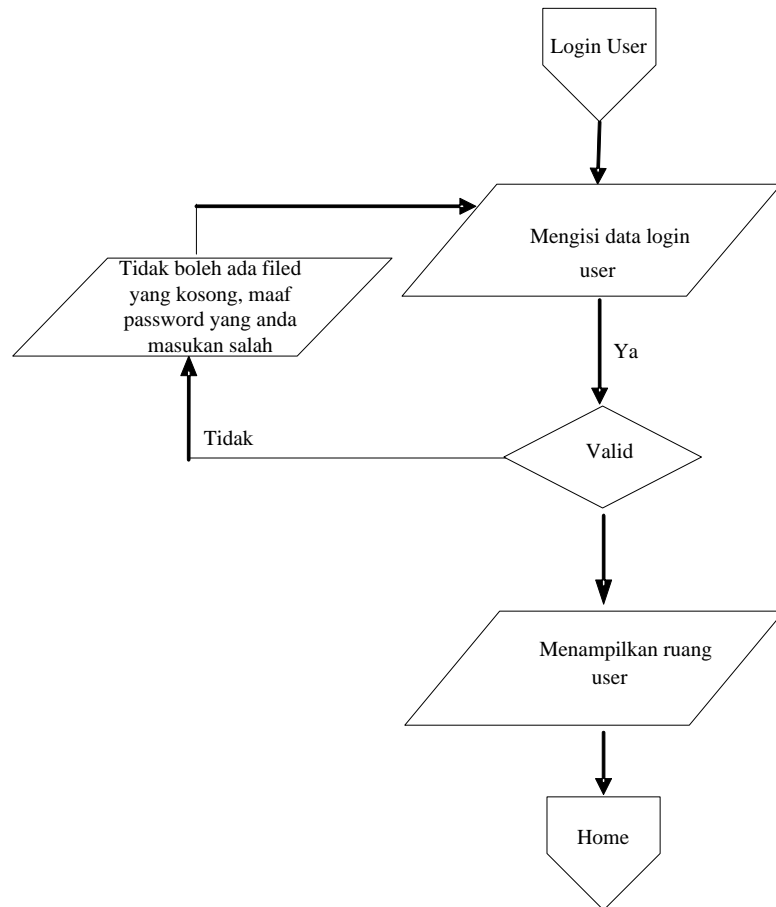 Login User
Mengisi data login
user
Tidak boleh ada filed
yang kosong, maaf
password yang anda
masukan salah
Ya
Tidak
Valid
Menampilkan ruang
user
Home